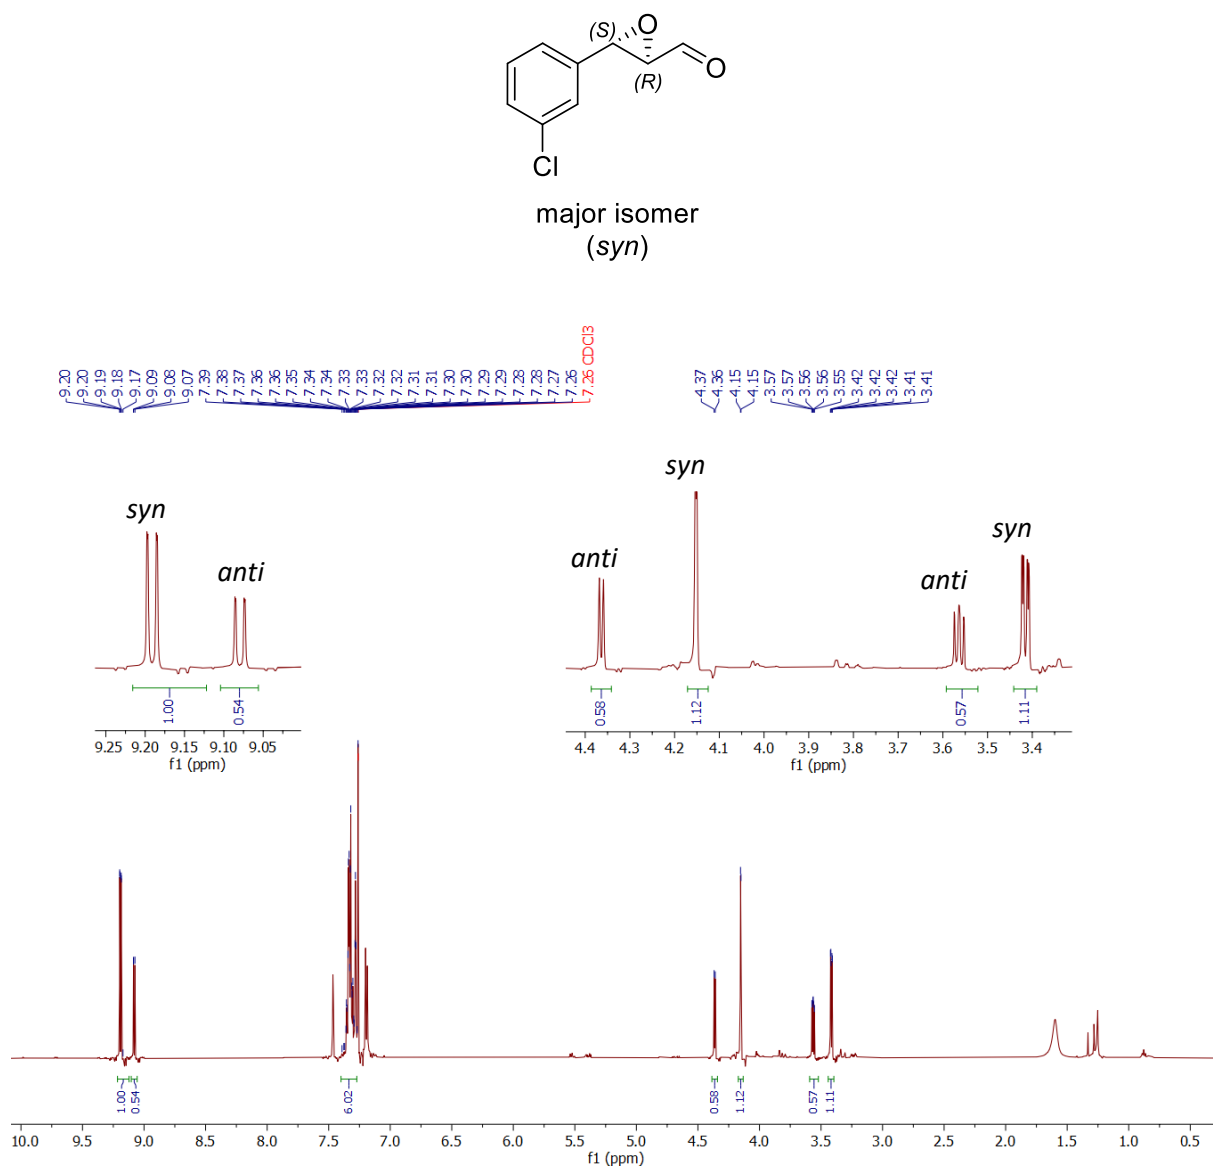 (S)
O
O
(R)
Cl
major isomer
(syn)
9.20
9.20
9.19
9.18
9.17
9.09
9.08
9.07
7.39
7.38
7.37
7.36
7.36
7.35
7.34
7.34
7.33
7.33
7.32
7.32
7.31
7.31
7.30
7.30
7.29
7.29
7.28
7.28
7.27
7.26
7.26 CDCl3
4.37
4.36
4.15
4.15
3.57
3.57
3.56
3.56
3.55
3.42
3.42
3.42
3.41
3.41
syn
anti
1.00
0.54
9.25 9.20 9.15 9.10 9.05
f1 (ppm)
anti
syn
anti
syn
0.58
1.12
0.57
1.11
4.4 4.3 4.2 4.1 4.0 3.9 3.8 3.7 3.6 3.5 3.4
f1 (ppm)
1.00
0.54
6.02
0.58
1.12
0.57
1.11
10.0 9.5 9.0 8.5 8.0 7.5 7.0 6.5 6.0 5.5 5.0 4.5 4.0 3.5 3.0 2.5 2.0 1.5 1.0 0.5
f1 (ppm)